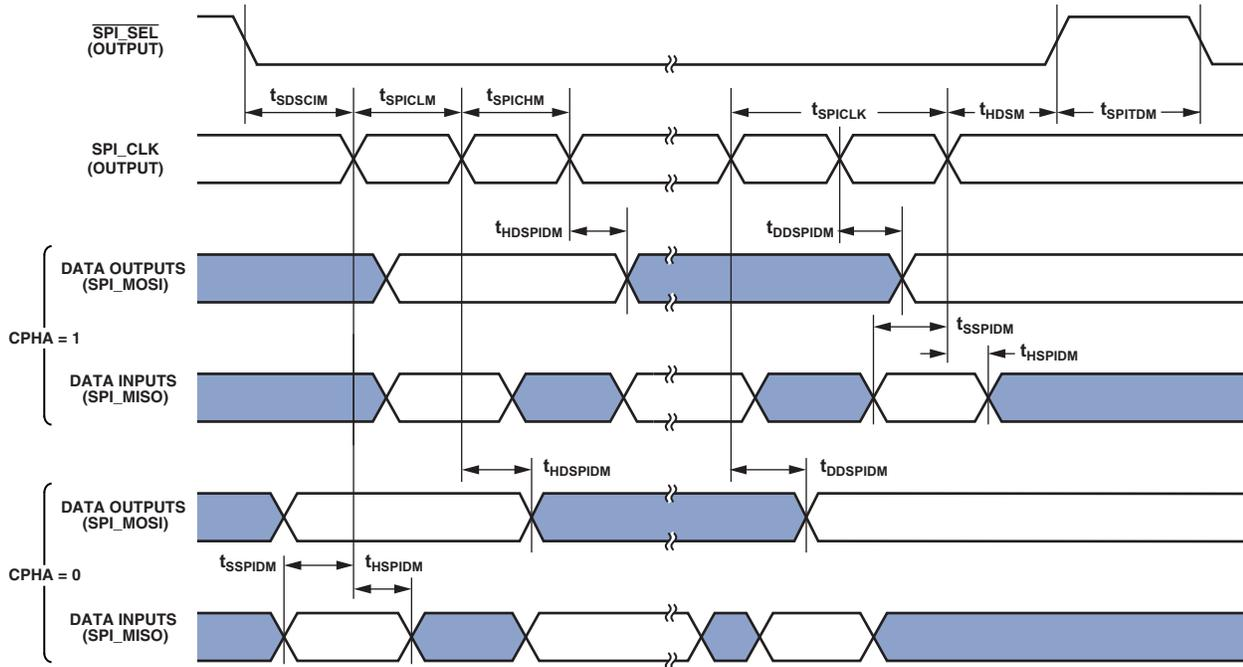 SPI_SEL
(OUTPUT)
tSDSCIM tSPICLM tSPICHM tSPICLK tHDSM tSPITDM
SPI_CLK
(OUTPUT)
tHDSPIDM tDDSPIDM
DATA OUTPUTS
(SPI_MOSI)
tSSPIDM
CPHA = 1
tHSPIDM
DATA INPUTS
(SPI_MISO)
tHDSPIDM tDDSPIDM
DATA OUTPUTS
(SPI_MOSI)
tSSPIDM tHSPIDM
CPHA = 0
DATA INPUTS
(SPI_MISO)